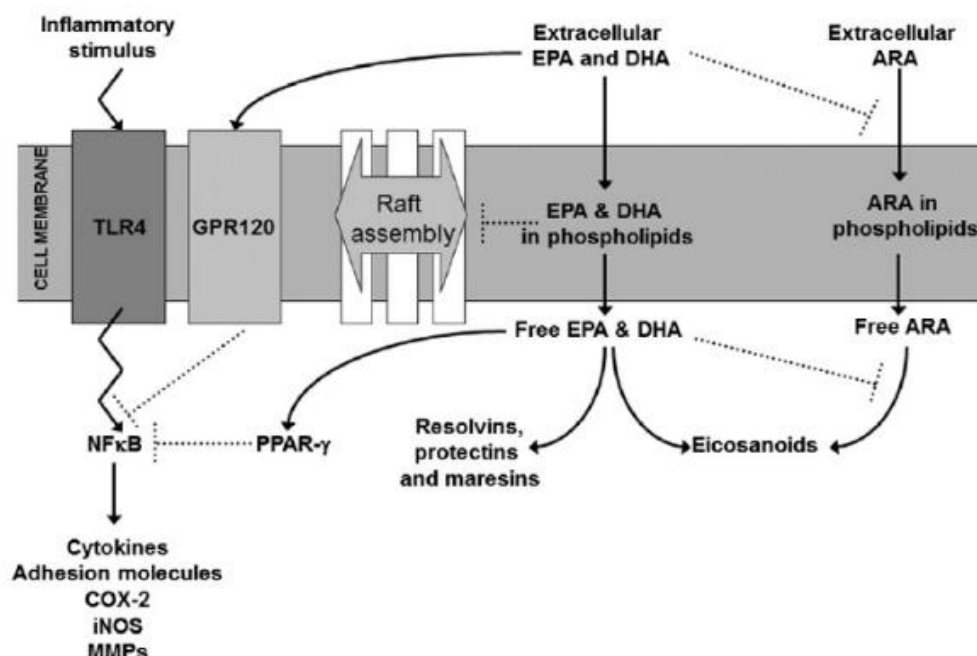 Inflammatory
stimulus
Extracellular
EPA and DHA
Extracellular
ARA
CELL MEMBRANE
TLR4
GPR120
Raft
assembly
EPA & DHA
in phospholipids
ARA in
phospholipids
Free EPA & DHA
Free ARA
NFκB
PPAR-γ
Resolvins,
protectins
and maresins
Eicosanoids
Cytokines
Adhesion molecules
COX-2
iNOS
MMPs